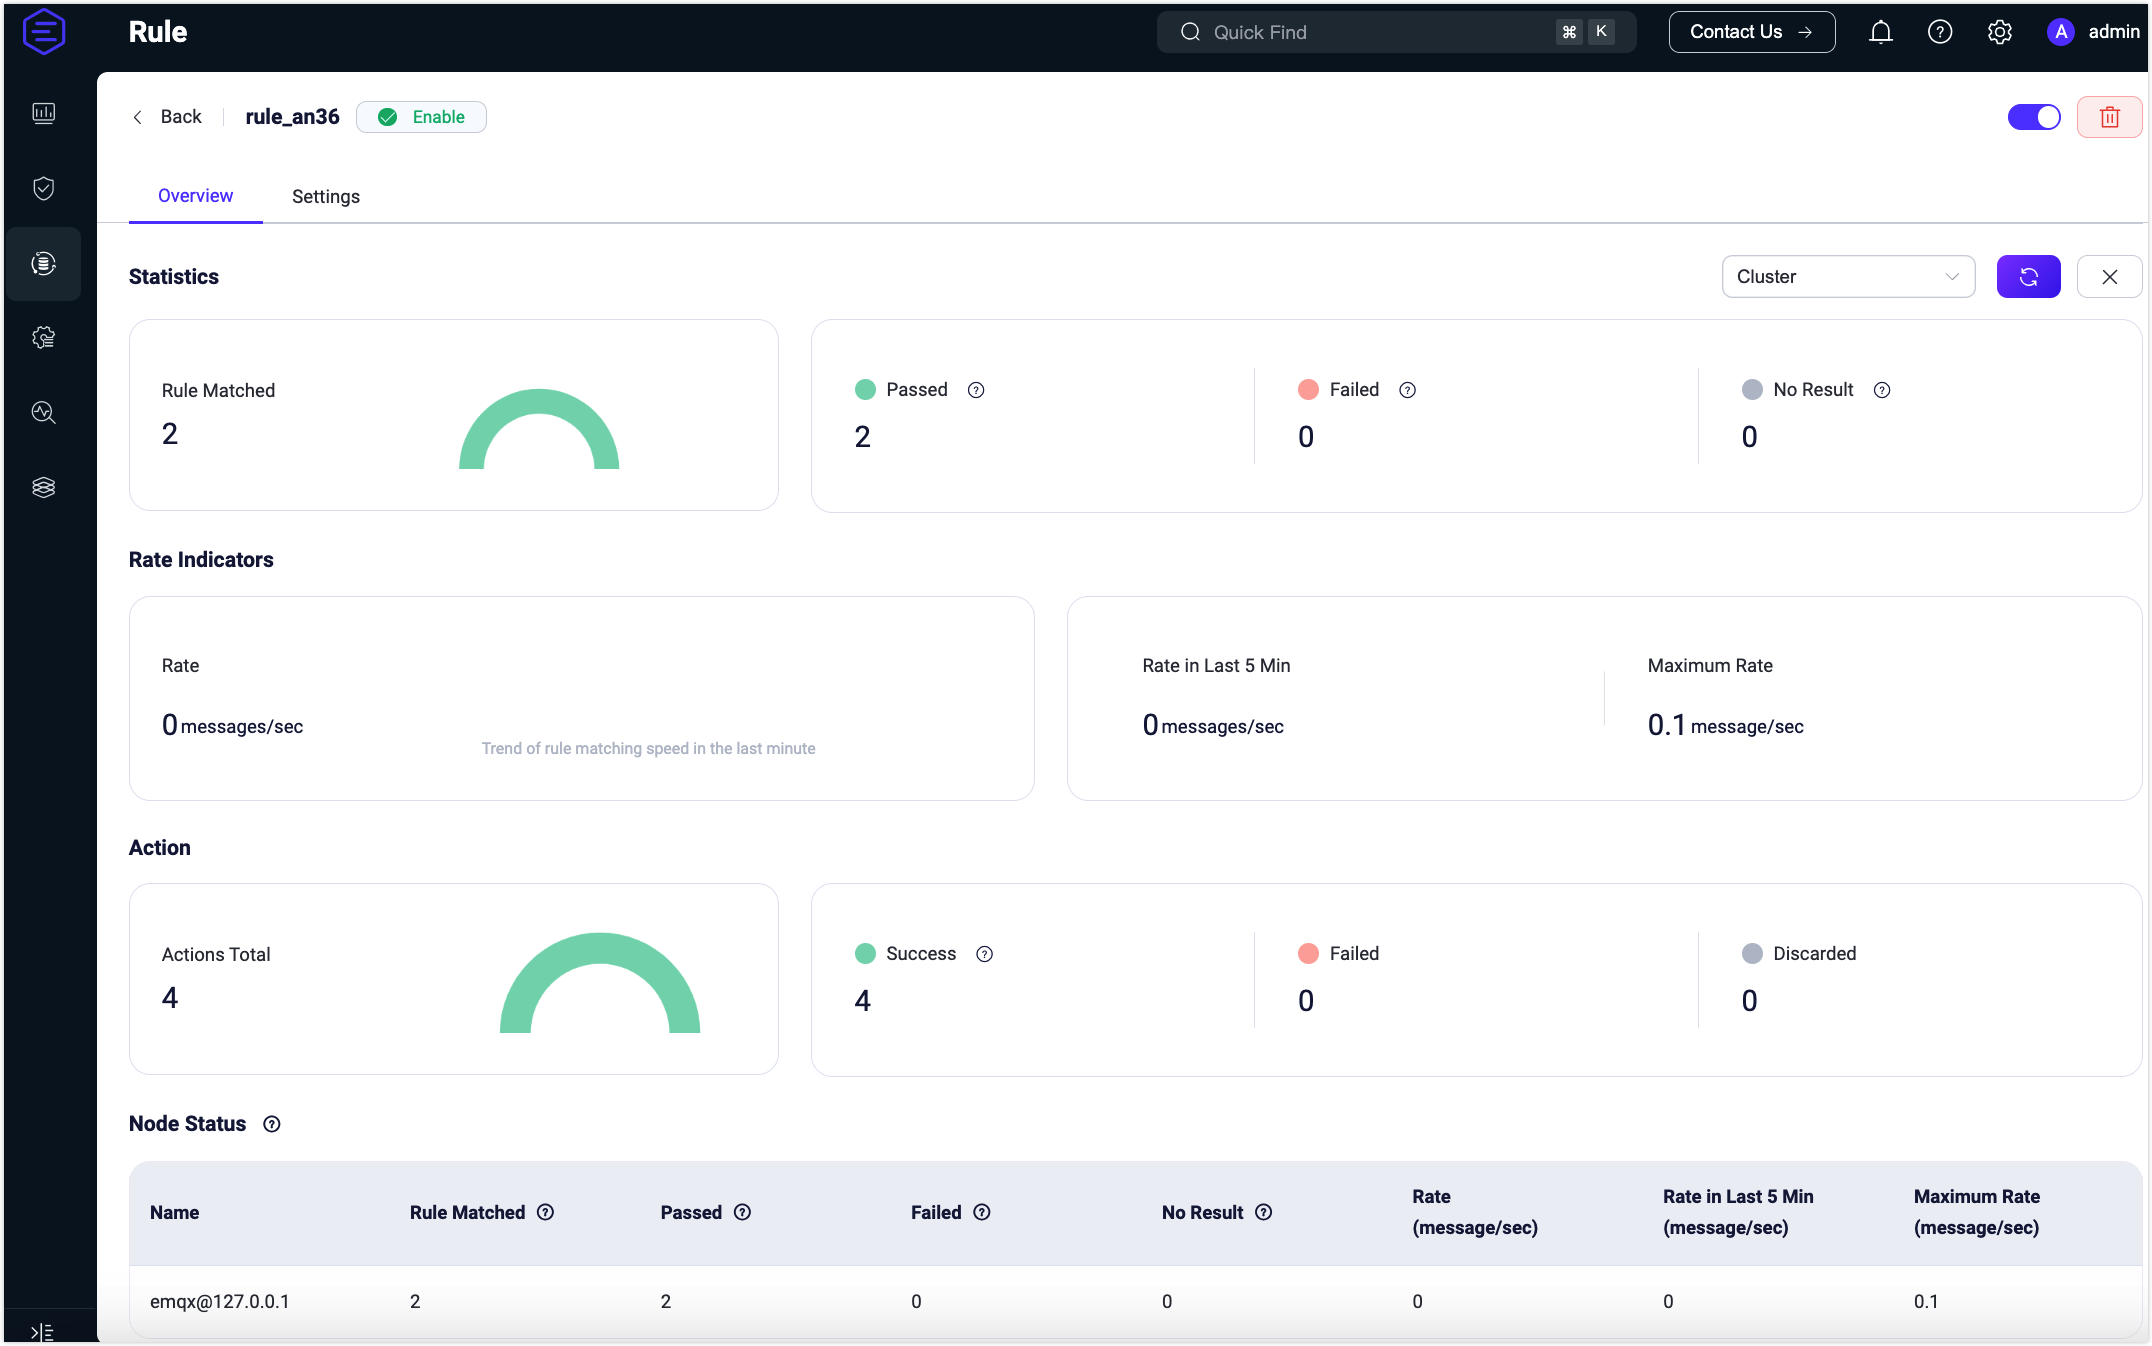 Rule
Quick Find
⌘ K
Contact Us →
A admin
Back
rule_an36
Enable
Overview
Settings
Statistics
Cluster
Rule Matched
2
Passed
2
Failed
0
No Result
0
Rate Indicators
Rate
0 messages/sec
Trend of rule matching speed in the last minute
Rate in Last 5 Min
0 messages/sec
Maximum Rate
0.1 message/sec
Action
Actions Total
4
Success
4
Failed
0
Discarded
0
Node Status
Name Rule Matched Passed Failed No Result Rate (message/sec) Rate in Last 5 Min (message/sec) Maximum Rate (message/sec)
emqx@127.0.0.1 2 2 0 0 0 0 0.1